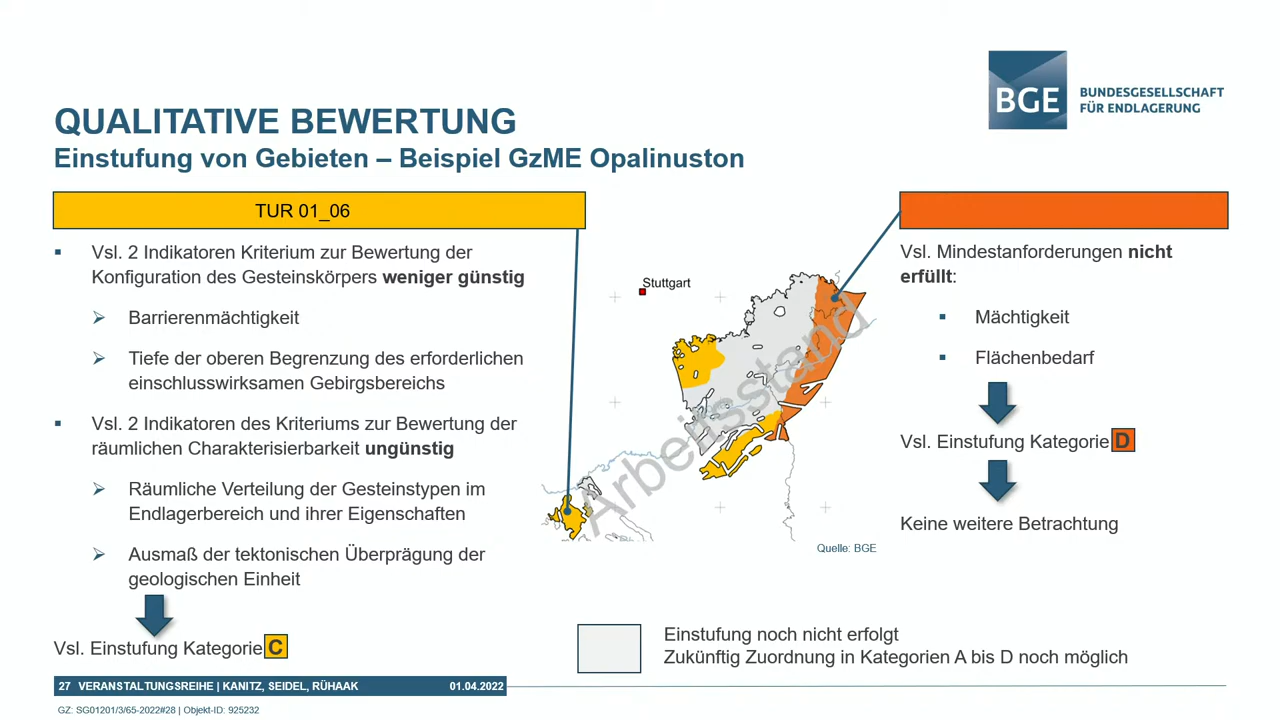 BGE
BUNDESGESELLSCHAFT
FÜR ENDLAGERUNG
QUALITATIVE BEWERTUNG
Einstufung von Gebieten – Beispiel GzME Opalinuston
TUR 01_06
▪ Vsl. 2 Indikatoren Kriterium zur Bewertung der
Konfiguration des Gesteinskörpers weniger günstig
➢ Barrierenmächtigkeit
➢ Tiefe der oberen Begrenzung des erforderlichen
einschlusswirksamen Gebirgsbereichs
▪ Vsl. 2 Indikatoren des Kriteriums zur Bewertung der
räumlichen Charakterisierbarkeit ungünstig
➢ Räumliche Verteilung der Gesteinstypen im
Endlagerbereich und ihrer Eigenschaften
➢ Ausmaß der tektonischen Überprägung der
geologischen Einheit
Vsl. Einstufung Kategorie C
Stuttgart
Arbeitsstand
Quelle: BGE
Vsl. Mindestanforderungen nicht
erfüllt:
▪ Mächtigkeit
▪ Flächenbedarf
Vsl. Einstufung Kategorie D
Keine weitere Betrachtung
Einstufung noch nicht erfolgt
Zukünftig Zuordnung in Kategorien A bis D noch möglich
27 VERANSTALTUNGSREIHE | KANITZ, SEIDEL, RÜHAAK 01.04.2022
GZ: SG01201/3/65-2022#28 | Objekt-ID: 925232